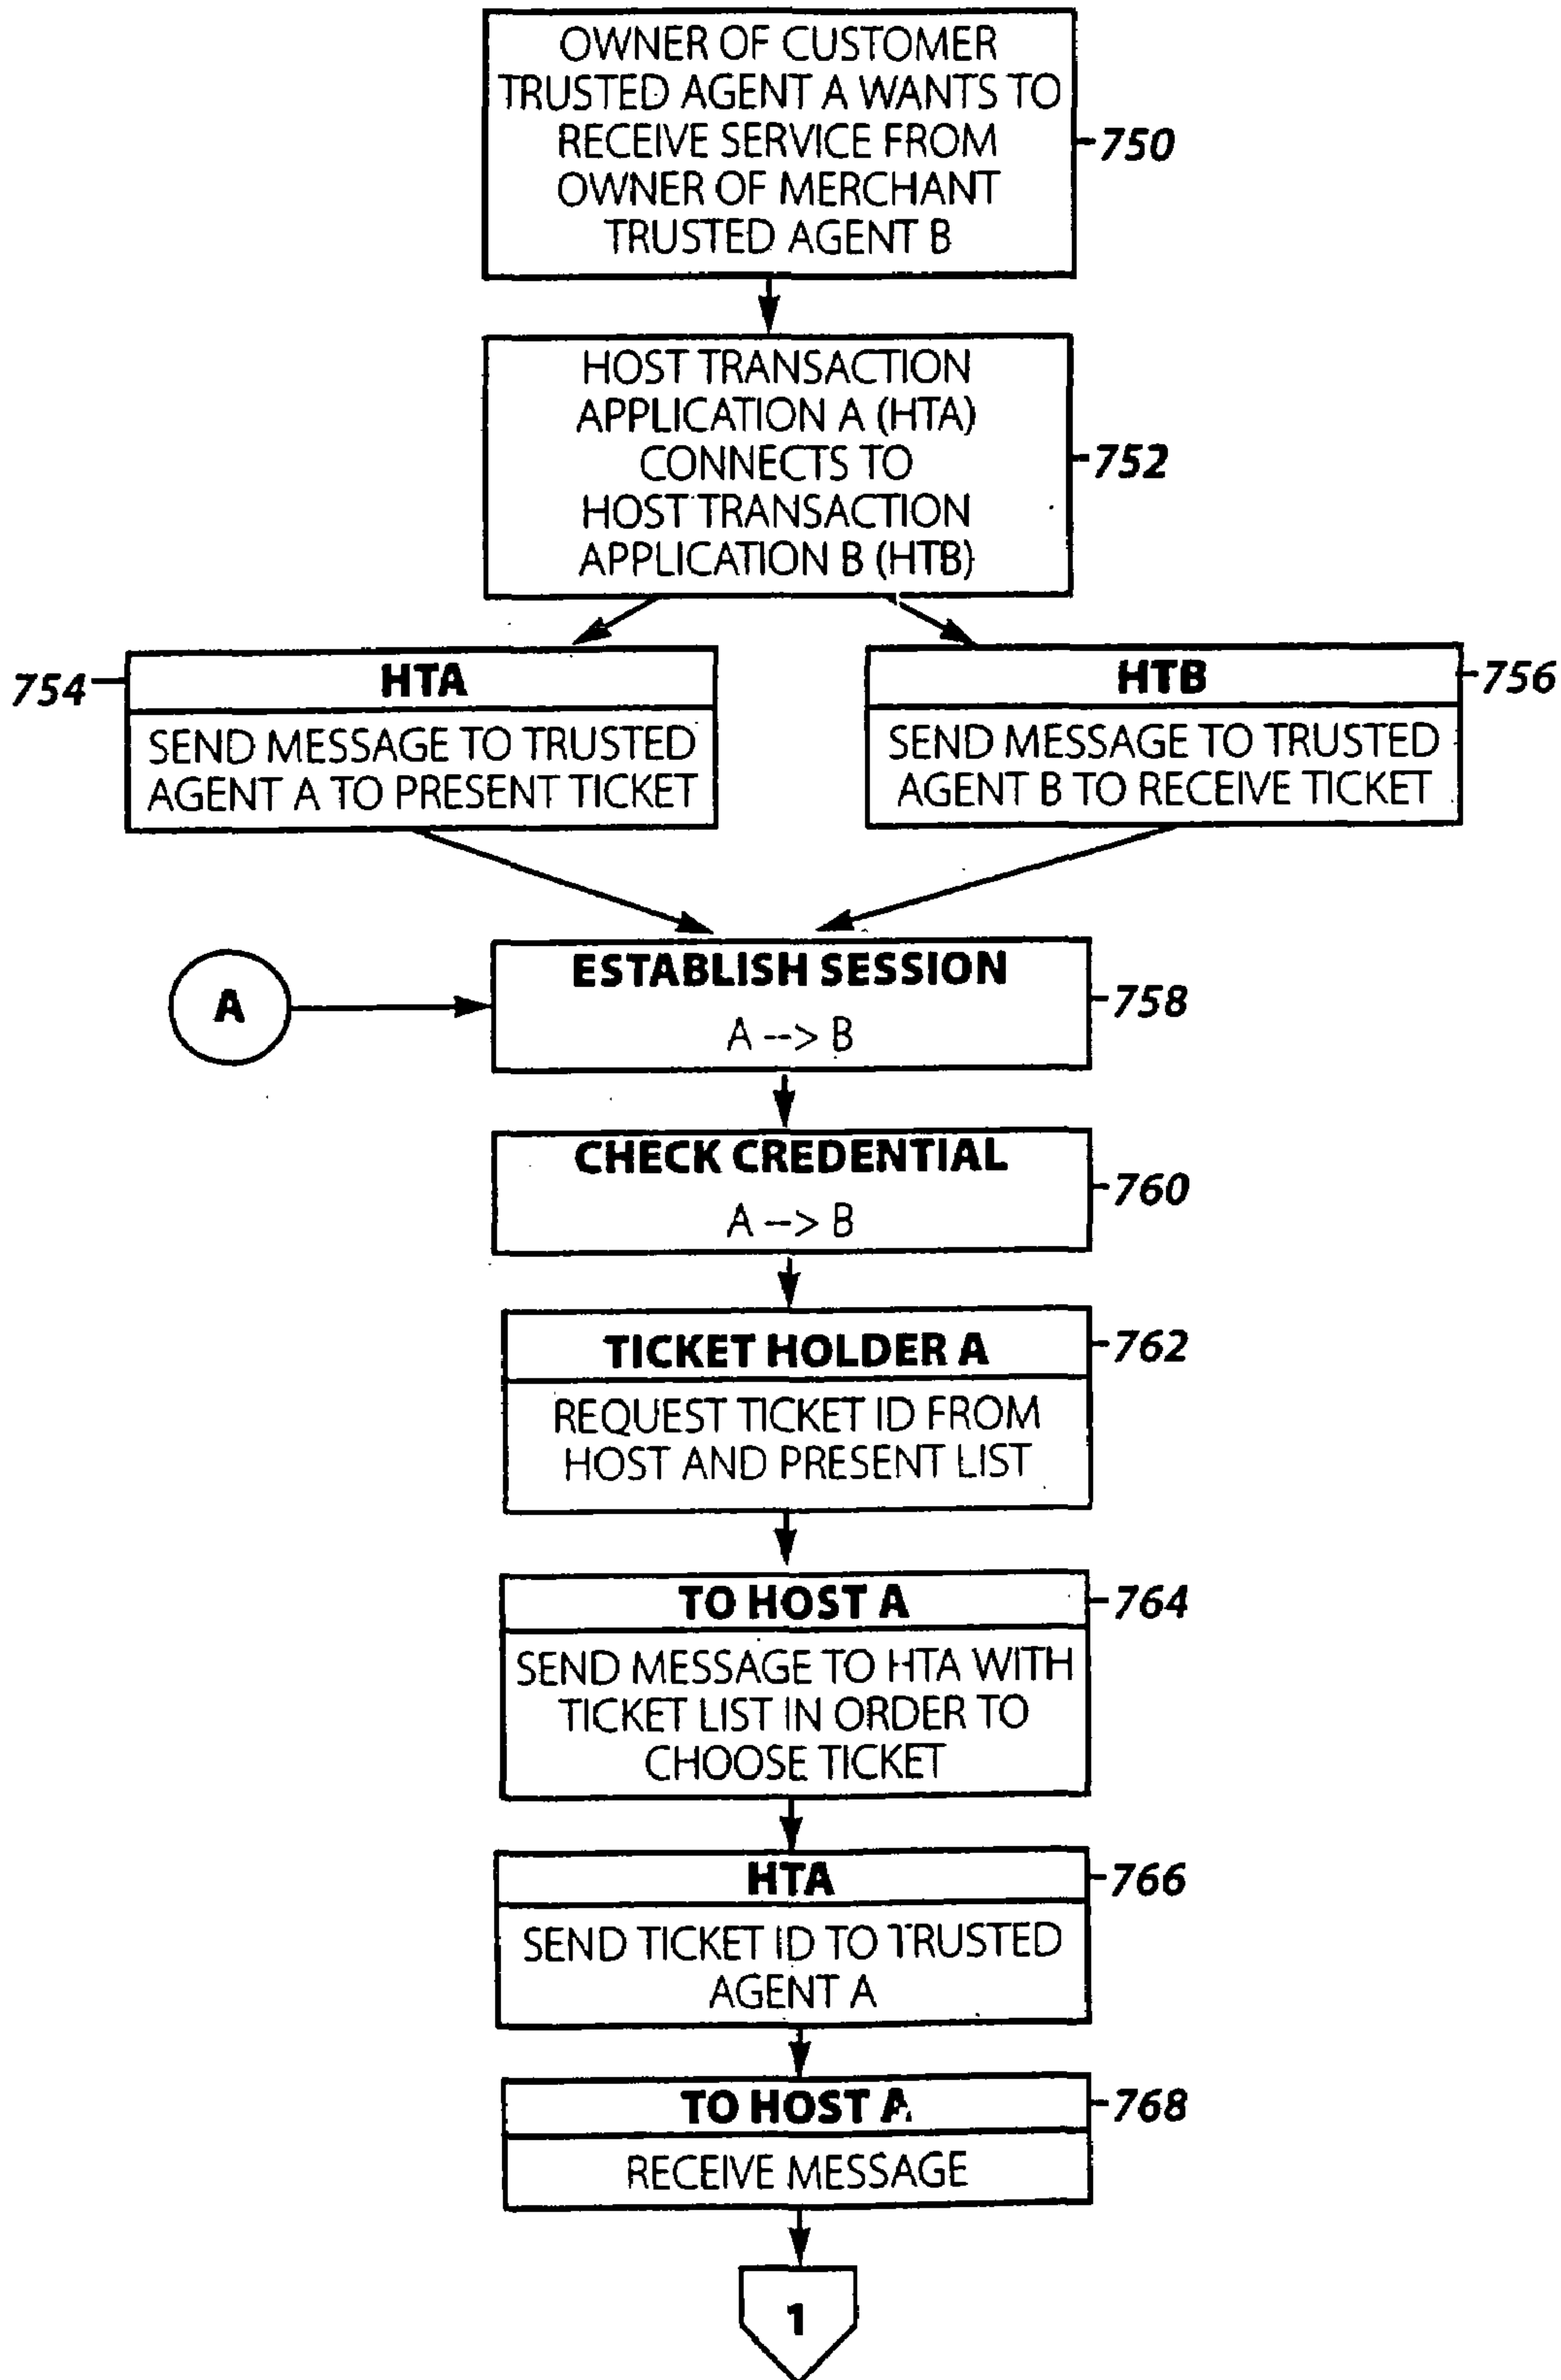 OWNER OF CUSTOMER
TRUSTED AGENT A WANTS TO
RECEIVE SERVICE FROM
OWNER OF MERCHANT
TRUSTED AGENT B
750
HOST TRANSACTION
APPLICATION A (HTA)
CONNECTS TO
HOST TRANSACTION
APPLICATION B (HTB)
752
754
HTA
SEND MESSAGE TO TRUSTED
AGENT A TO PRESENT TICKET
HTB
756
SEND MESSAGE TO TRUSTED
AGENT B TO RECEIVE TICKET
A
ESTABLISH SESSION
A --> B
758
CHECK CREDENTIAL
A --> B
760
TICKET HOLDER A
762
REQUEST TICKET ID FROM
HOST AND PRESENT LIST
TO HOST A
764
SEND MESSAGE TO HTA WITH
TICKET LIST IN ORDER TO
CHOOSE TICKET
HTA
766
SEND TICKET ID TO TRUSTED
AGENT A
TO HOST A
768
RECEIVE MESSAGE
1